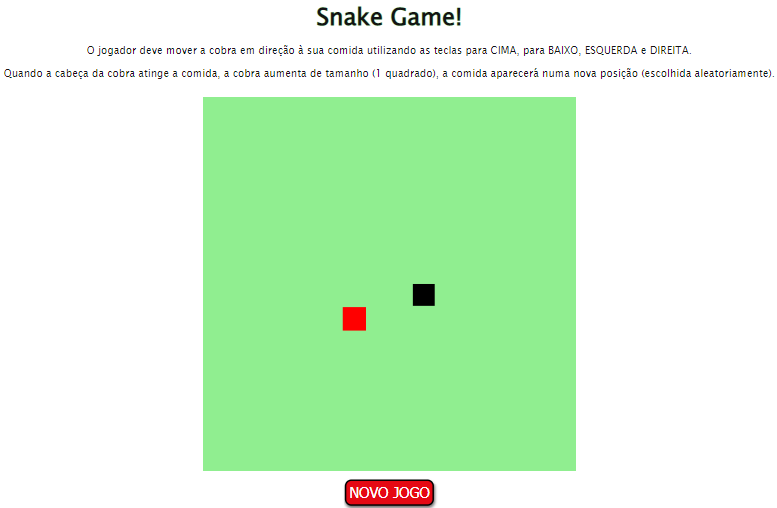 Snake Game!
O jogador deve mover a cobra em direção à sua comida utilizando as teclas para CIMA, para BAIXO, ESQUERDA e DIREITA.
Quando a cabeça da cobra atinge a comida, a cobra aumenta de tamanho (1 quadrado), a comida aparecerá numa nova posição (escolhida aleatoriamente).
NOVO JOGO